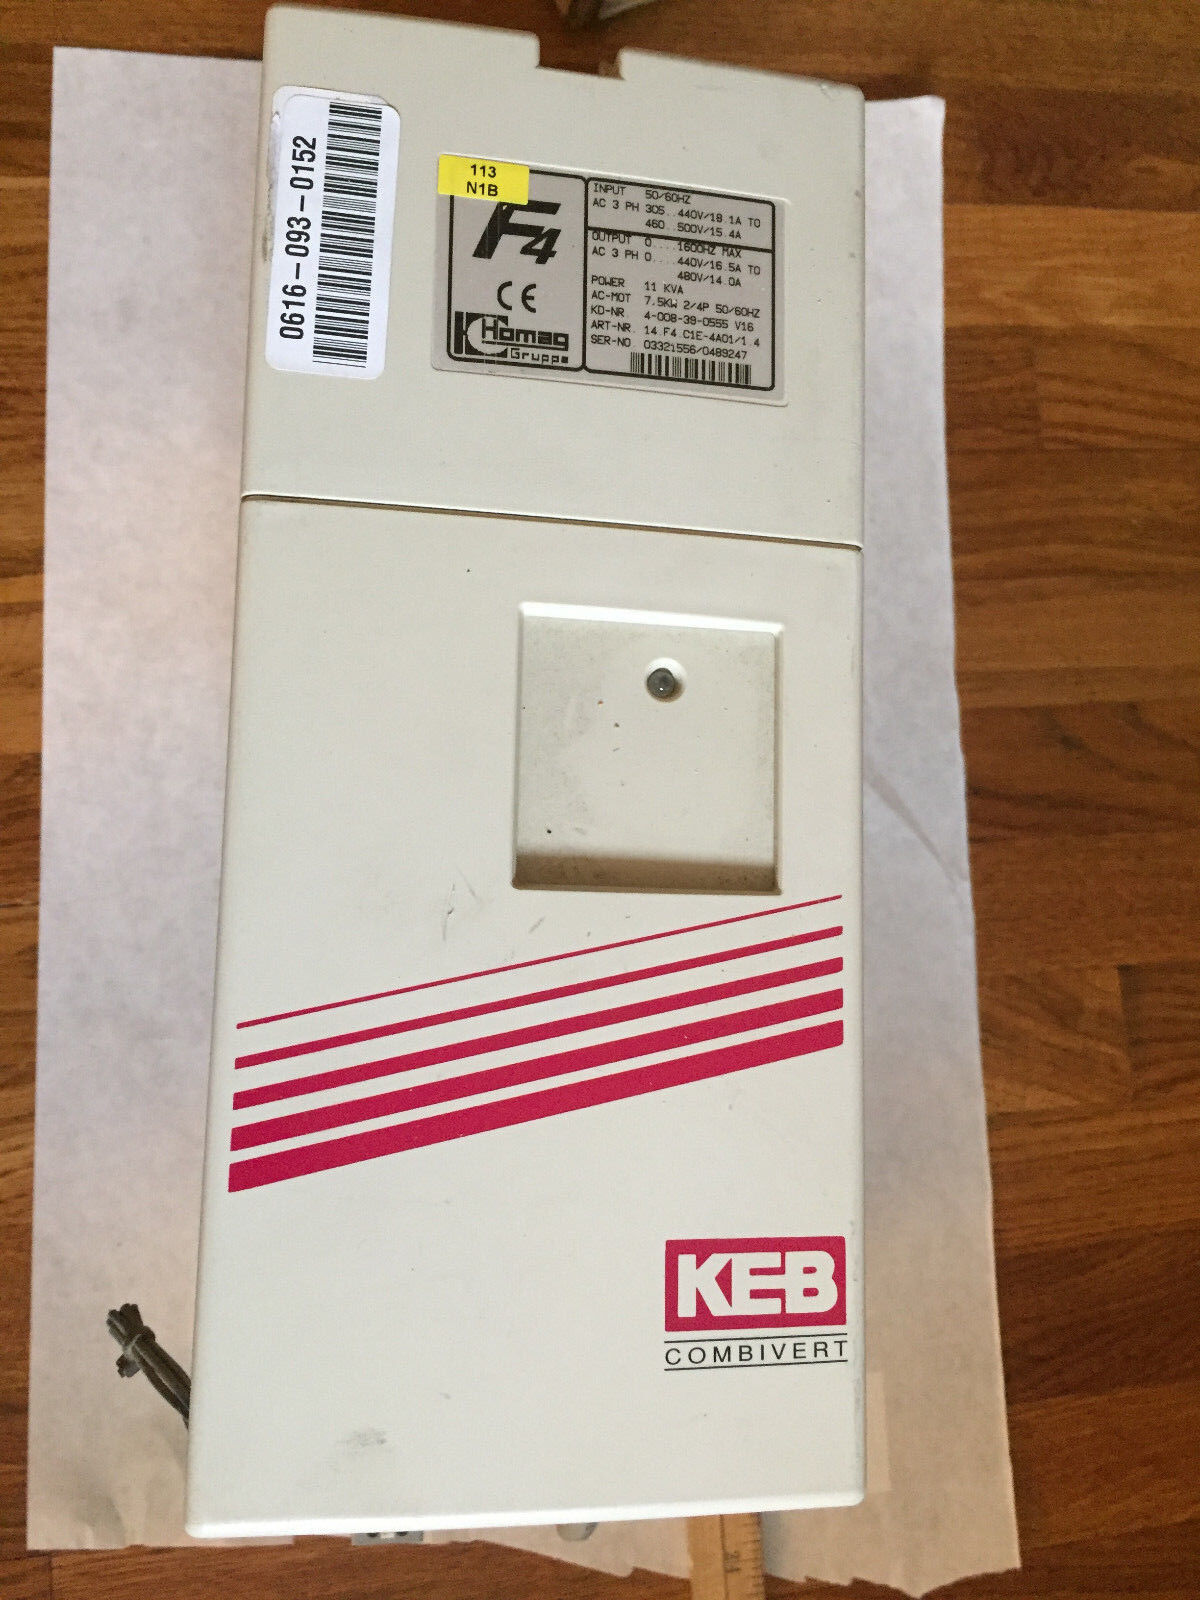 0616-093-0152
113
N1B
F4
CE
Homag
Gruppe
INPUT 50/60HZ
AC 3 PH 305..440V/18.1A TO
460..500V/15.4A
OUTPUT 0....1600HZ MAX
AC 3 PH 0....440V/16.5A TO
480V/14.0A
POWER 11 KVA
AC-MOT 7.5KW 2/4P 50/60HZ
KD-NR. 4-008-39-0555 V16
ART-NR. 14.F4.C1E-4A01/1.4
SER-NO. 03321556/0489247
KEB
COMBIVERT